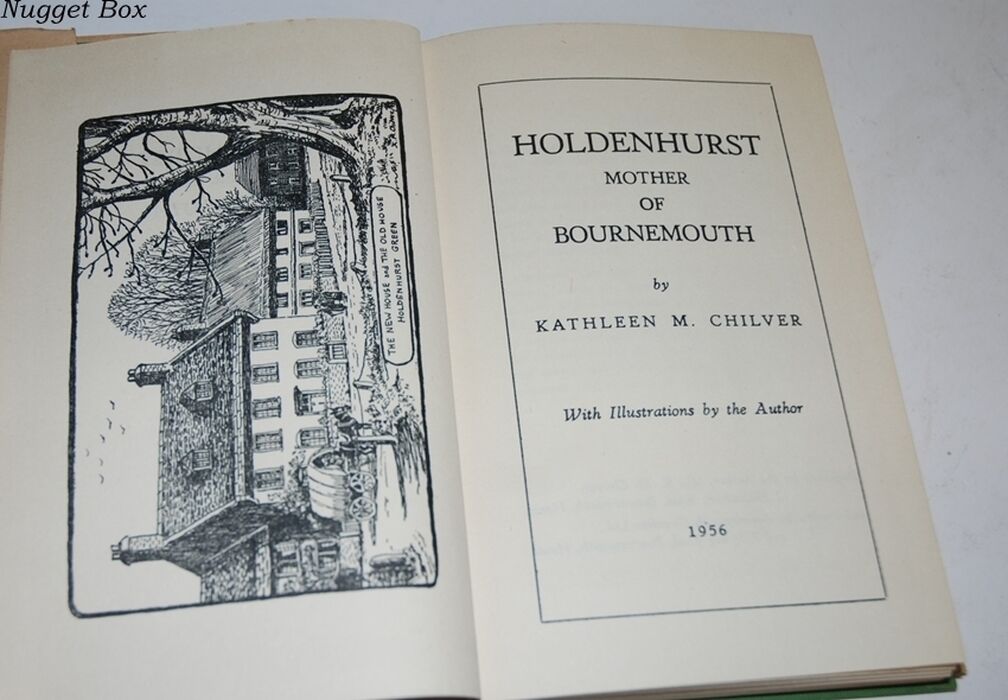 Nugget Box
THE NEW HOUSE and THE OLD HOUSE
HOLDENHURST GREEN
HOLDENHURST
MOTHER
OF
BOURNEMOUTH
by
KATHLEEN M. CHILVER
With Illustrations by the Author
1956